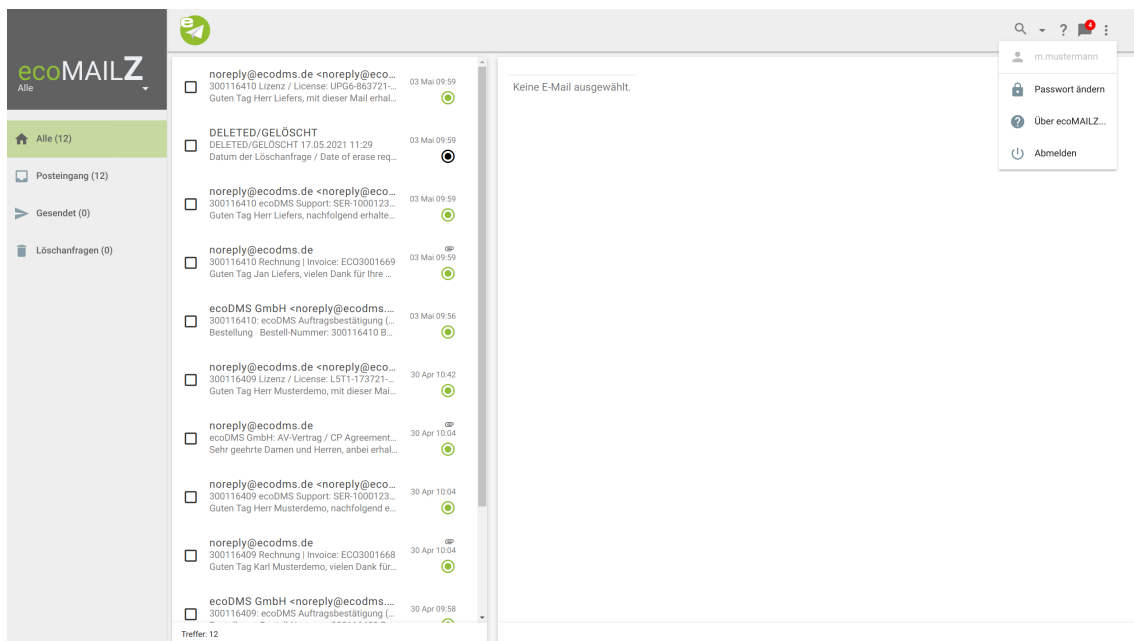 ecoMAILZ
Alle
Alle (12)
Posteingang (12)
Gesendet (0)
Löschanfragen (0)
e
noreply@ecodms.de <noreply@eco...
03 Mai 09:59
300116410 Lizenz / License: UPG6-863721-...
Guten Tag Herr Liefers, mit dieser Mail erhal...
DELETED/GELÖSCHT
03 Mai 09:59
DELETED/GELÖSCHT 17.05.2021 11:29
Datum der Löschanfrage / Date of erase req...
noreply@ecodms.de <noreply@eco...
03 Mai 09:59
300116410 ecoDMS Support: SER-1000123...
Guten Tag Herr Liefers, nachfolgend erhalte...
noreply@ecodms.de
03 Mai 09:59
300116410 Rechnung | Invoice: ECO3001669
Guten Tag Jan Liefers, vielen Dank für Ihre ...
ecoDMS GmbH <noreply@ecodms....
03 Mai 09:56
300116410: ecoDMS Auftragsbestätigung (...
Bestellung Bestell-Nummer: 300116410 B...
noreply@ecodms.de <noreply@eco...
30 Apr 10:42
300116409 Lizenz / License: L5T1-173721-...
Guten Tag Herr Musterdemo, mit dieser Mai...
noreply@ecodms.de
30 Apr 10:04
ecoDMS GmbH: AV-Vertrag / CP Agreement...
Sehr geehrte Damen und Herren, anbei erhal...
noreply@ecodms.de <noreply@eco...
30 Apr 10:04
300116409 ecoDMS Support: SER-1000123...
Guten Tag Herr Musterdemo, nachfolgend e...
noreply@ecodms.de
30 Apr 10:04
300116409 Rechnung | Invoice: ECO3001668
Guten Tag Karl Musterdemo, vielen Dank für...
ecoDMS GmbH <noreply@ecodms....
30 Apr 09:58
300116409: ecoDMS Auftragsbestätigung (...
Treffer: 12
Keine E-Mail ausgewählt.
?
4
m.mustermann
Passwort ändern
Über ecoMAILZ...
Abmelden